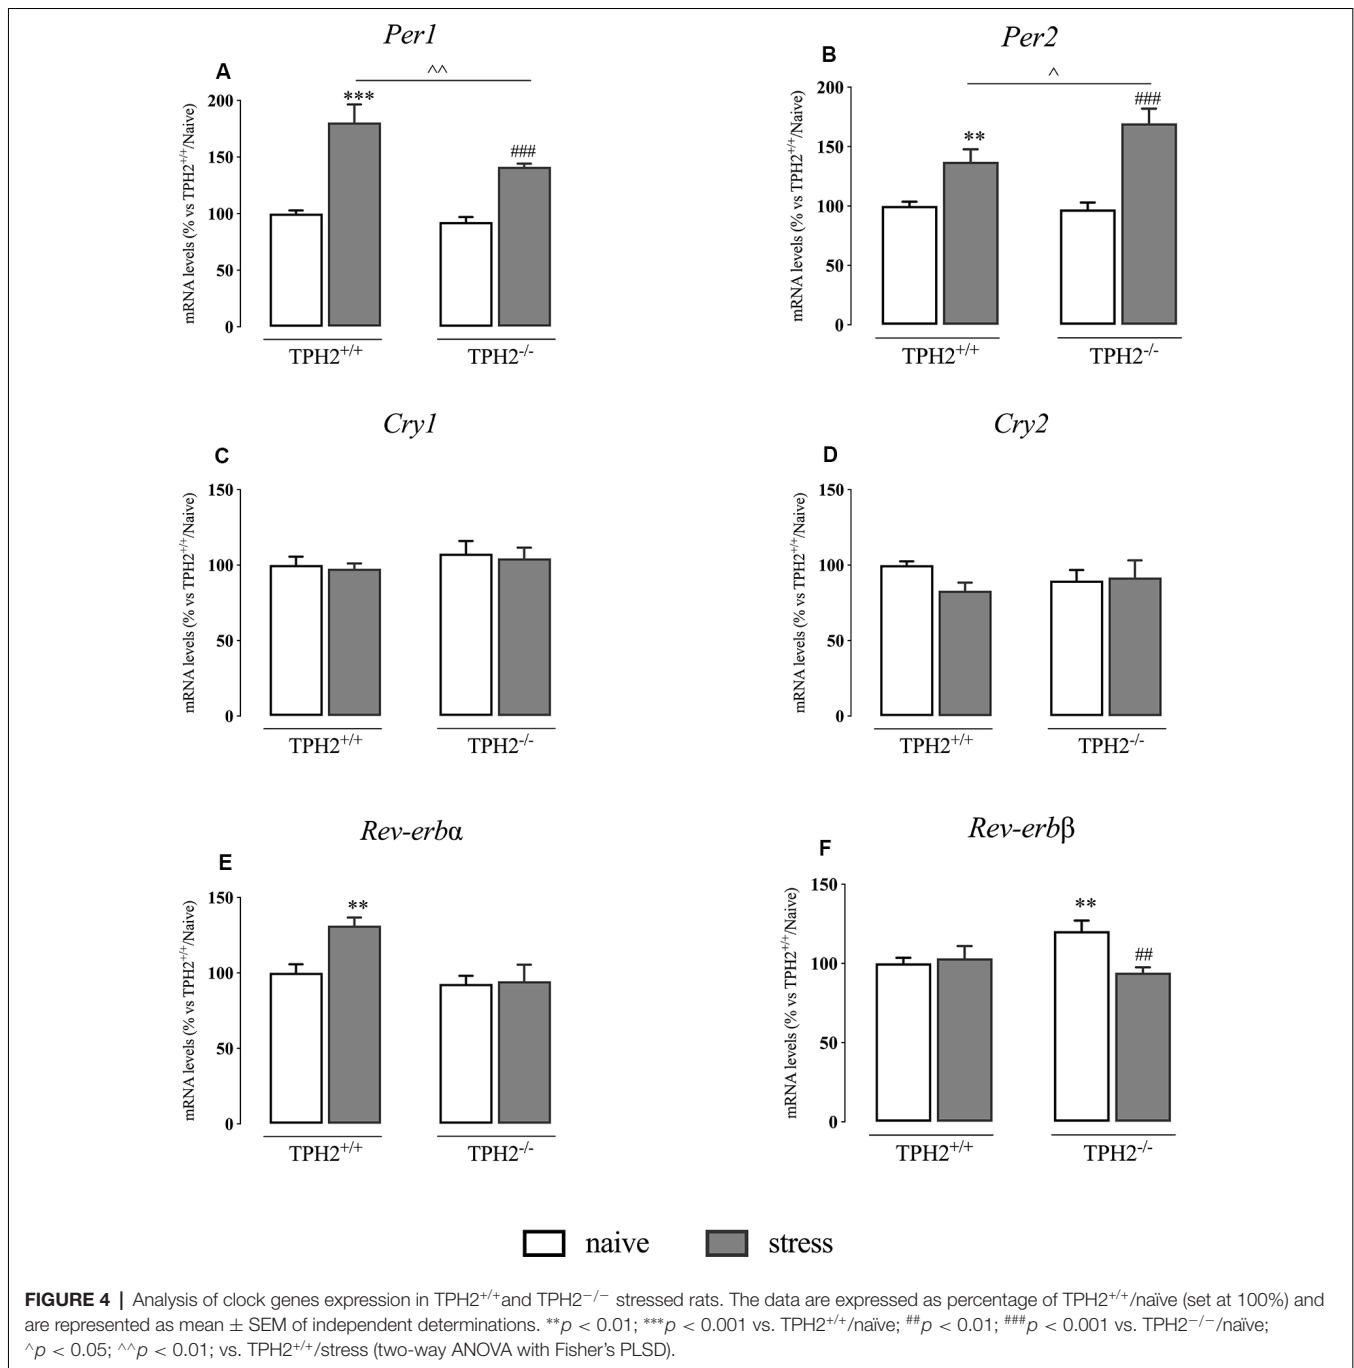 Per1
A
^^
***
###
mRNA levels (% vs TPH2+/+/Naive)
200
150
100
50
0
TPH2+/+
TPH2-/-
Per2
B
^
**
###
mRNA levels (% vs TPH2+/+/Naive)
200
150
100
50
0
TPH2+/+
TPH2-/-
Cry1
C
mRNA levels (% vs TPH2+/+/Naive)
150
100
50
0
TPH2+/+
TPH2-/-
Cry2
D
mRNA levels (% vs TPH2+/+/Naive)
150
100
50
0
TPH2+/+
TPH2-/-
Rev-erbα
E
**
mRNA levels (% vs TPH2+/+/Naive)
150
100
50
0
TPH2+/+
TPH2-/-
Rev-erbβ
F
**
##
mRNA levels (% vs TPH2+/+/Naive)
150
100
50
0
TPH2+/+
TPH2-/-
naive
stress
FIGURE 4 | Analysis of clock genes expression in TPH2+/+and TPH2−/− stressed rats. The data are expressed as percentage of TPH2+/+/naïve (set at 100%) and
are represented as mean ± SEM of independent determinations. **p < 0.01; ***p < 0.001 vs. TPH2+/+/naïve; ##p < 0.01; ###p < 0.001 vs. TPH2−/−/naïve;
^p < 0.05; ^^p < 0.01; vs. TPH2+/+/stress (two-way ANOVA with Fisher's PLSD).